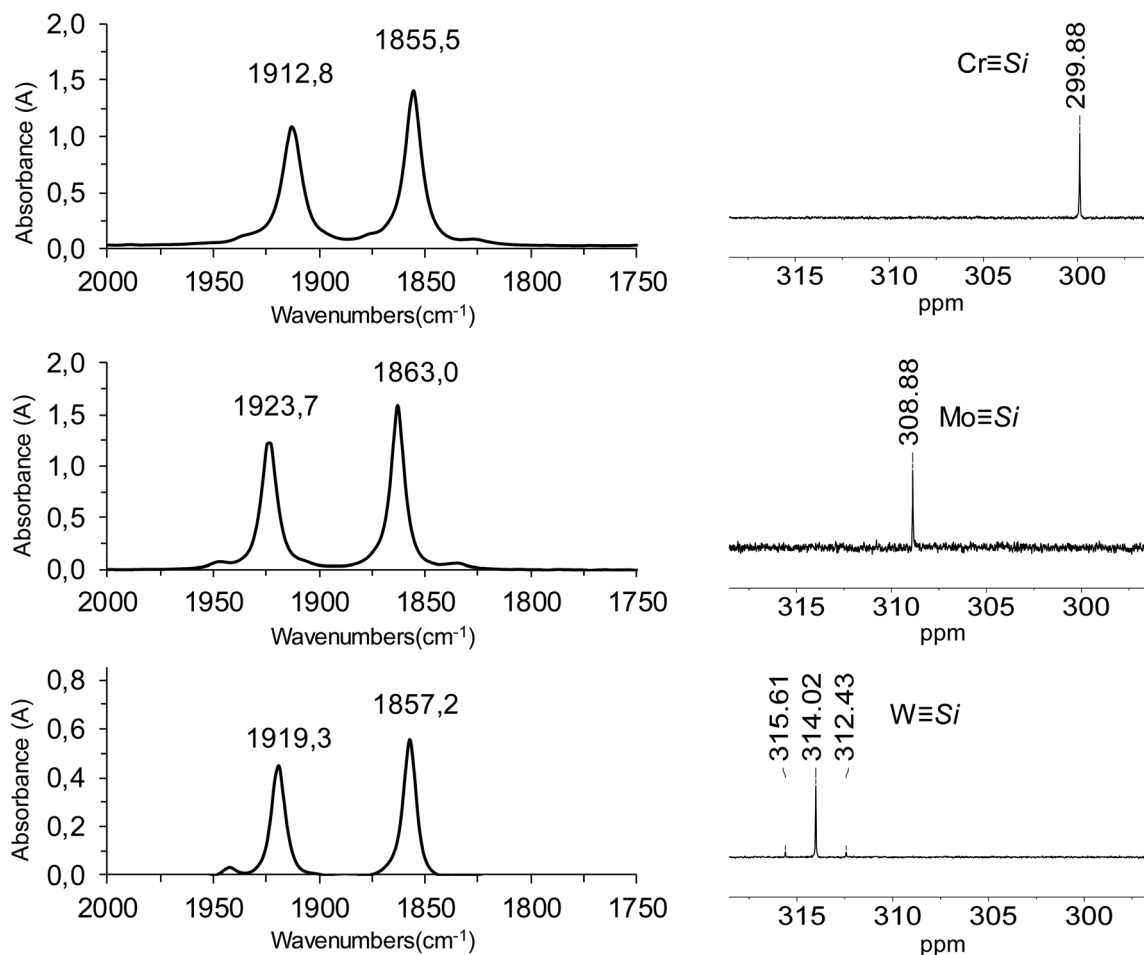 2,0
1,5
1,0
0,5
0,0
Absorbance (A)
1912,8
1855,5
2000 1950 1900 1850 1800 1750
Wavenumbers(cm⁻¹)
Cr≡Si
299.88
315 310 305 300
ppm
2,0
1,5
1,0
0,5
0,0
Absorbance (A)
1923,7
1863,0
2000 1950 1900 1850 1800 1750
Wavenumbers(cm⁻¹)
308.88
Mo≡Si
315 310 305 300
ppm
0,8
0,6
0,4
0,2
0,0
Absorbance (A)
1919,3
1857,2
2000 1950 1900 1850 1800 1750
Wavenumbers(cm⁻¹)
315.61
314.02
312.43
W≡Si
315 310 305 300
ppm